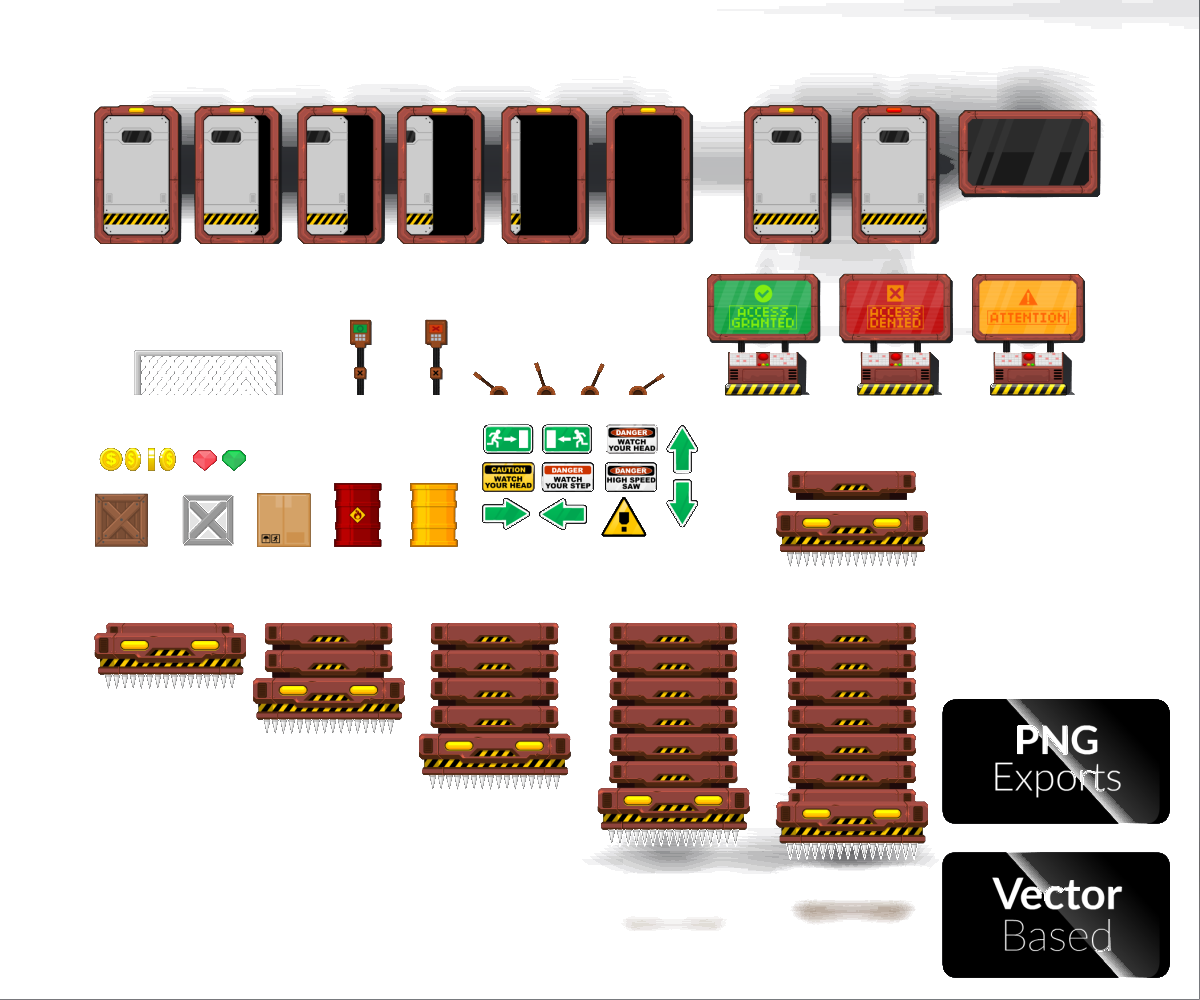 ACCESS
GRANTED
ACCESS
DENIED
ATTENTION
DANGER
WATCH
YOUR HEAD
CAUTION
WATCH
YOUR HEAD
DANGER
WATCH
YOUR STEP
DANGER
HIGH SPEED
SAW
PNG
Exports
Vector
Based